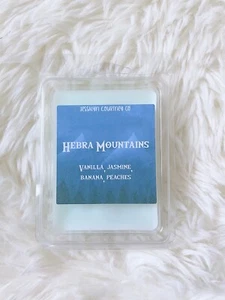 Hebra Mountains
Vanilla, jasmine,
banana, peaches